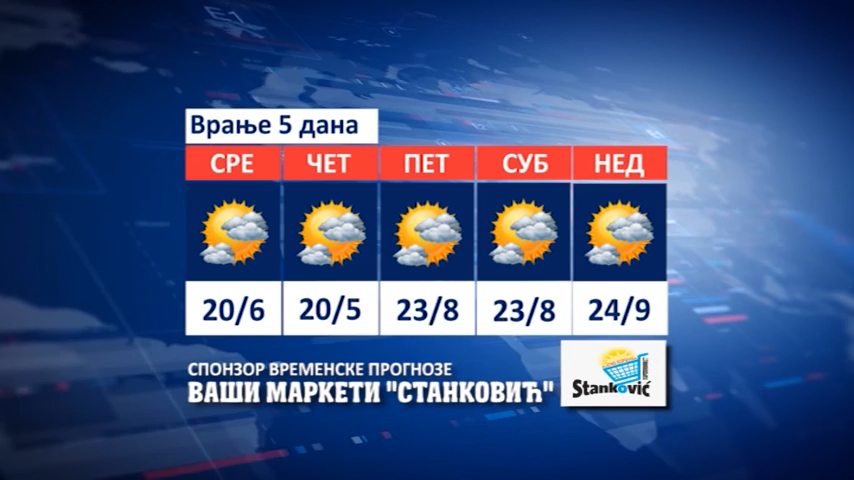 Врање 5 дана
СРЕ ЧЕТ ПЕТ СУБ НЕД
20/6 20/5 23/8 23/8 24/9
СПОНЗОР ВРЕМЕНСКЕ ПРОГНОЗЕ
ВАШИ МАРКЕТИ "СТАНКОВИЋ"
Stanković